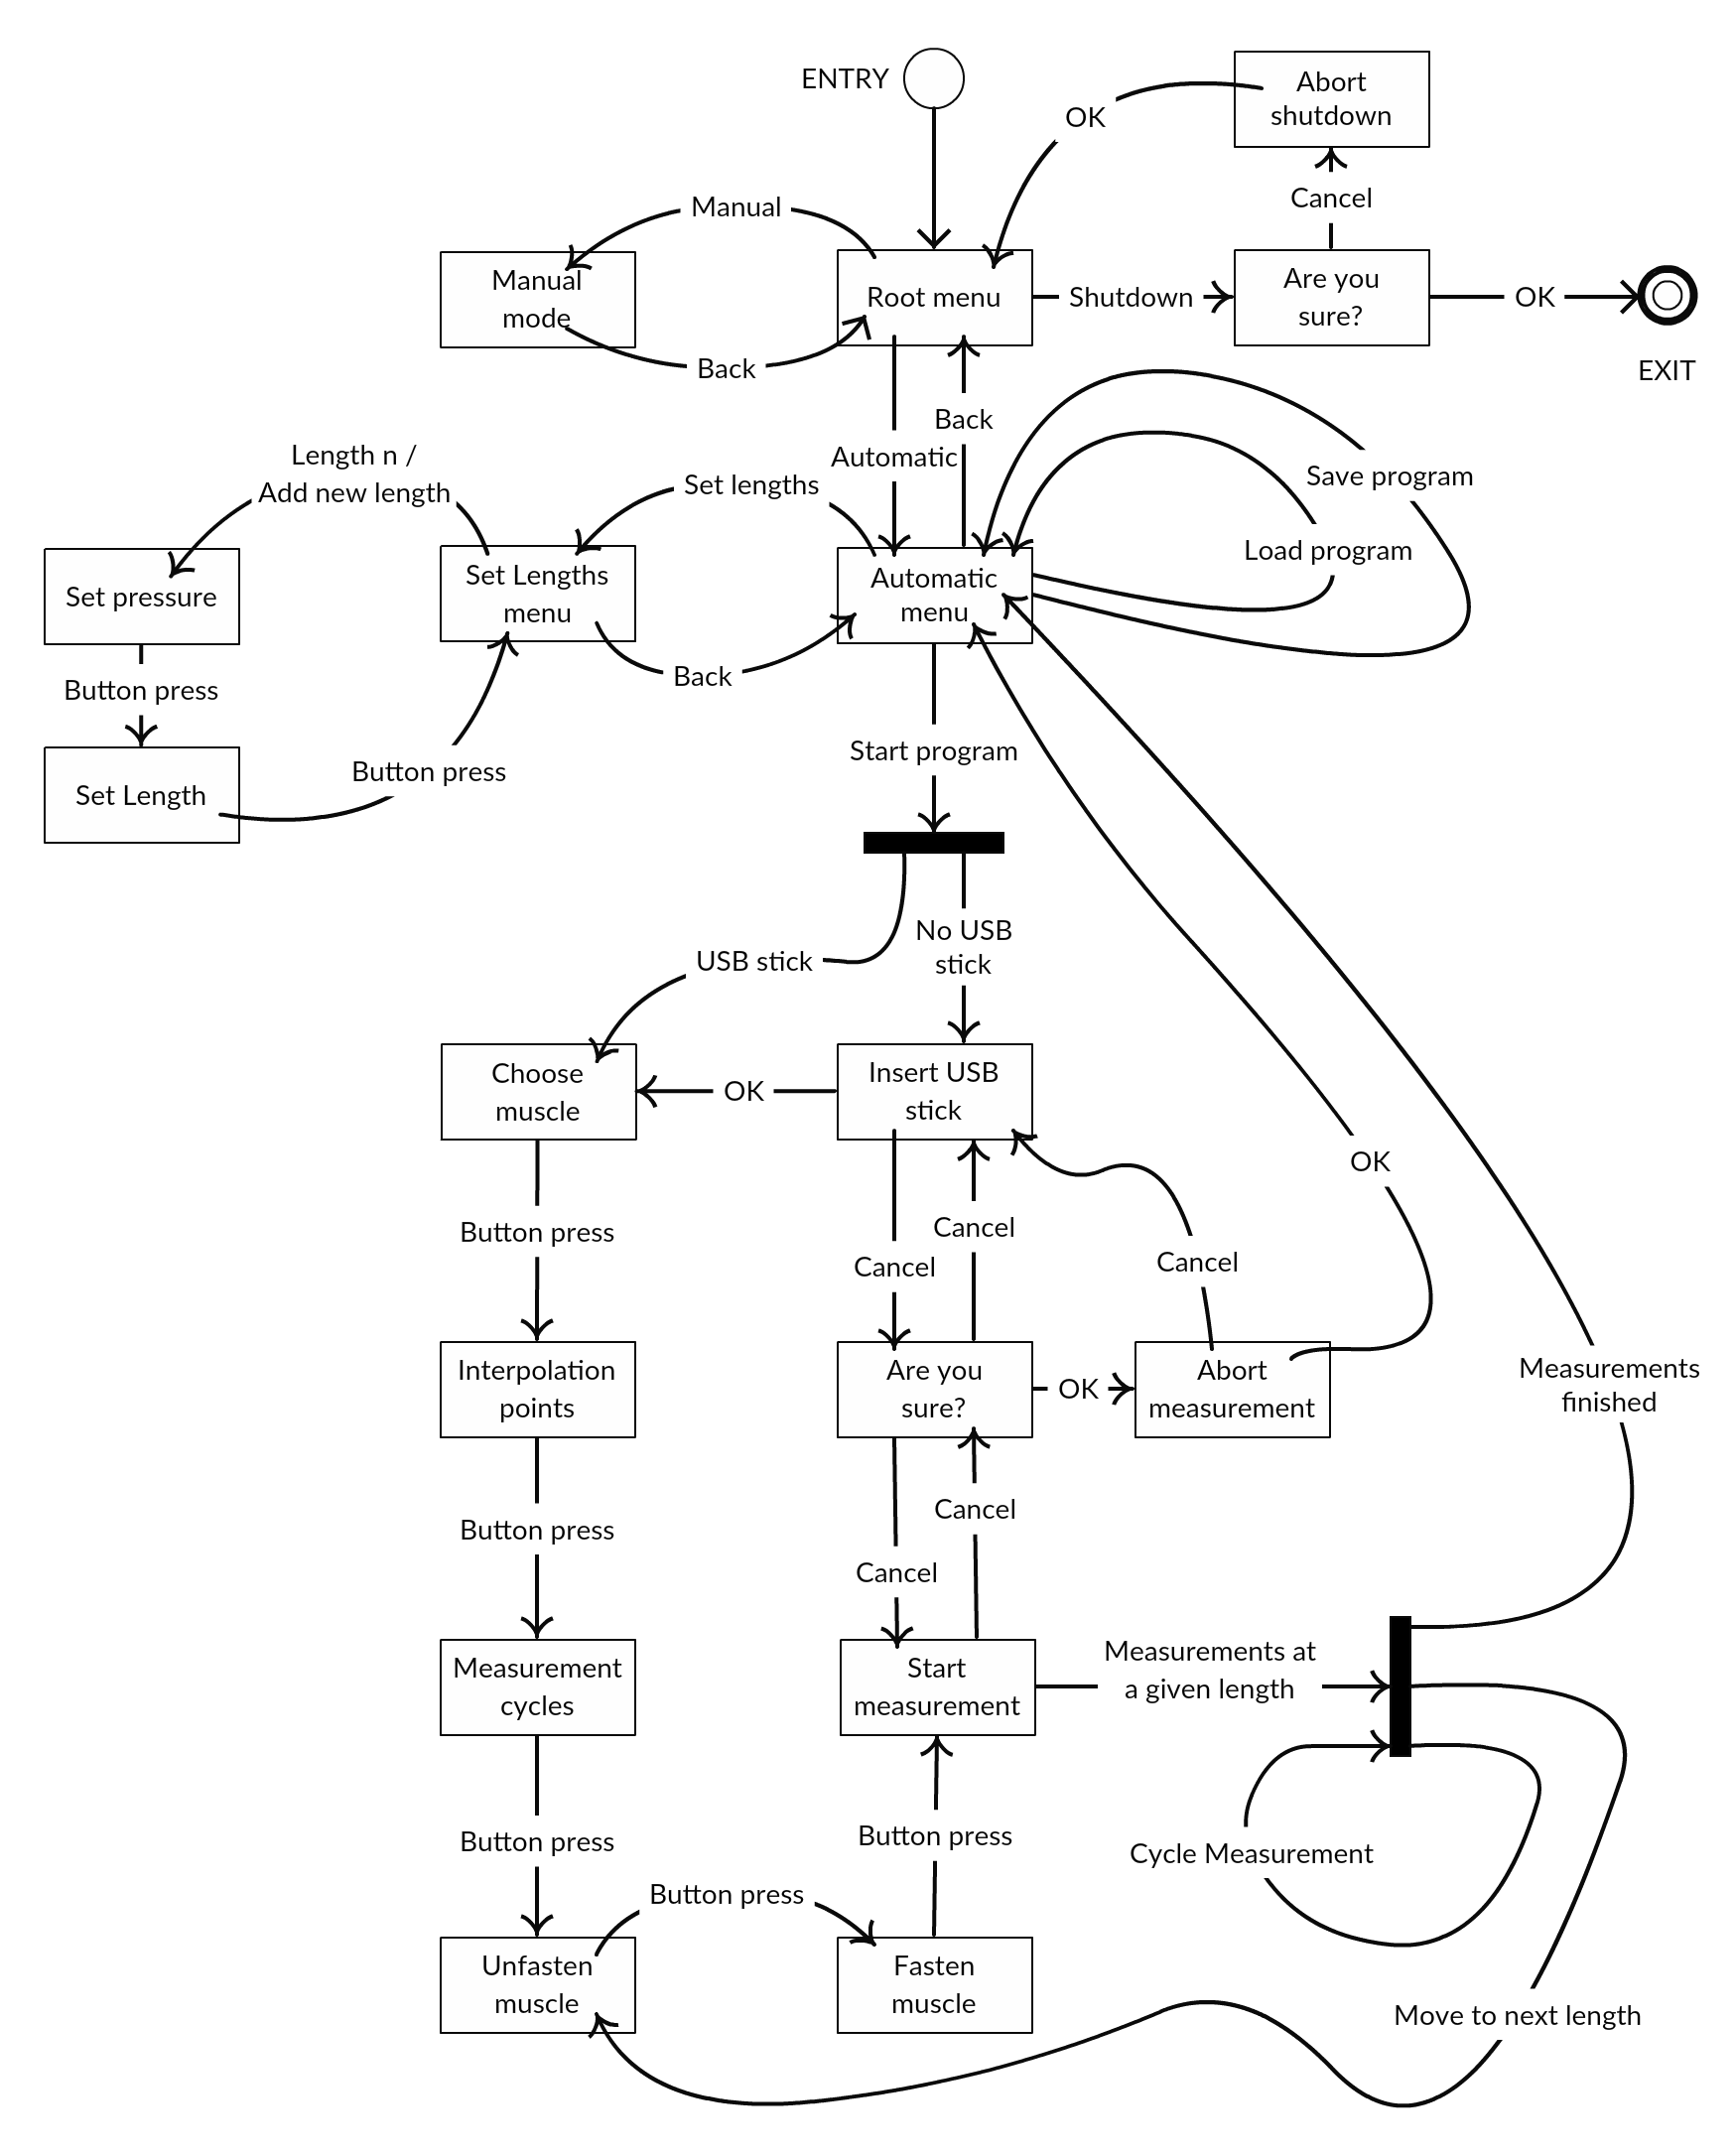 ENTRY
Abort
shutdown
OK
Cancel
Manual
Manual
mode
Root menu
Shutdown
Are you
sure?
OK
EXIT
Back
Back
Automatic
Length n /
Add new length
Set lengths
Save program
Load program
Set pressure
Set Lengths
menu
Automatic
menu
Button press
Back
Set Length
Button press
Start program
USB stick
No USB
stick
Choose
muscle
OK
Insert USB
stick
OK
Button press
Cancel
Cancel
Cancel
Interpolation
points
Are you
sure?
OK
Abort
measurement
Measurements
finished
Button press
Cancel
Cancel
Measurement
cycles
Start
measurement
Measurements at
a given length
Button press
Button press
Cycle Measurement
Button press
Unfasten
muscle
Fasten
muscle
Move to next length